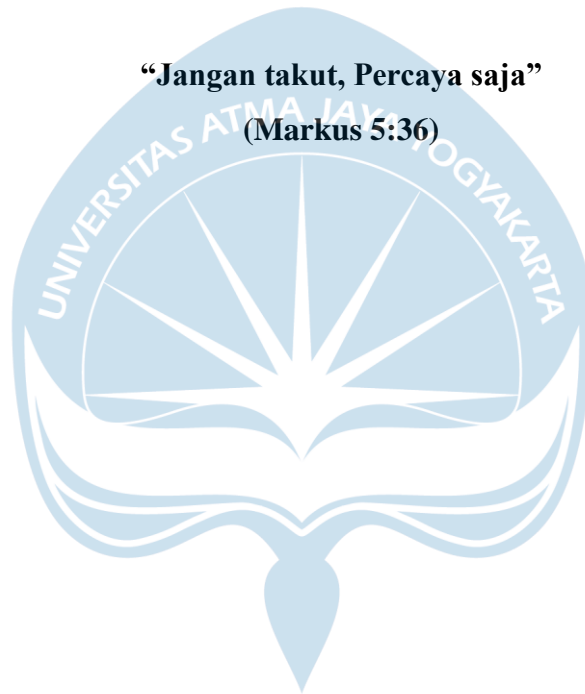 “Jangan takut, Percaya saja”
(Markus 5:36)
UNIVERSITAS ATMA JAYA YOGYAKARTA